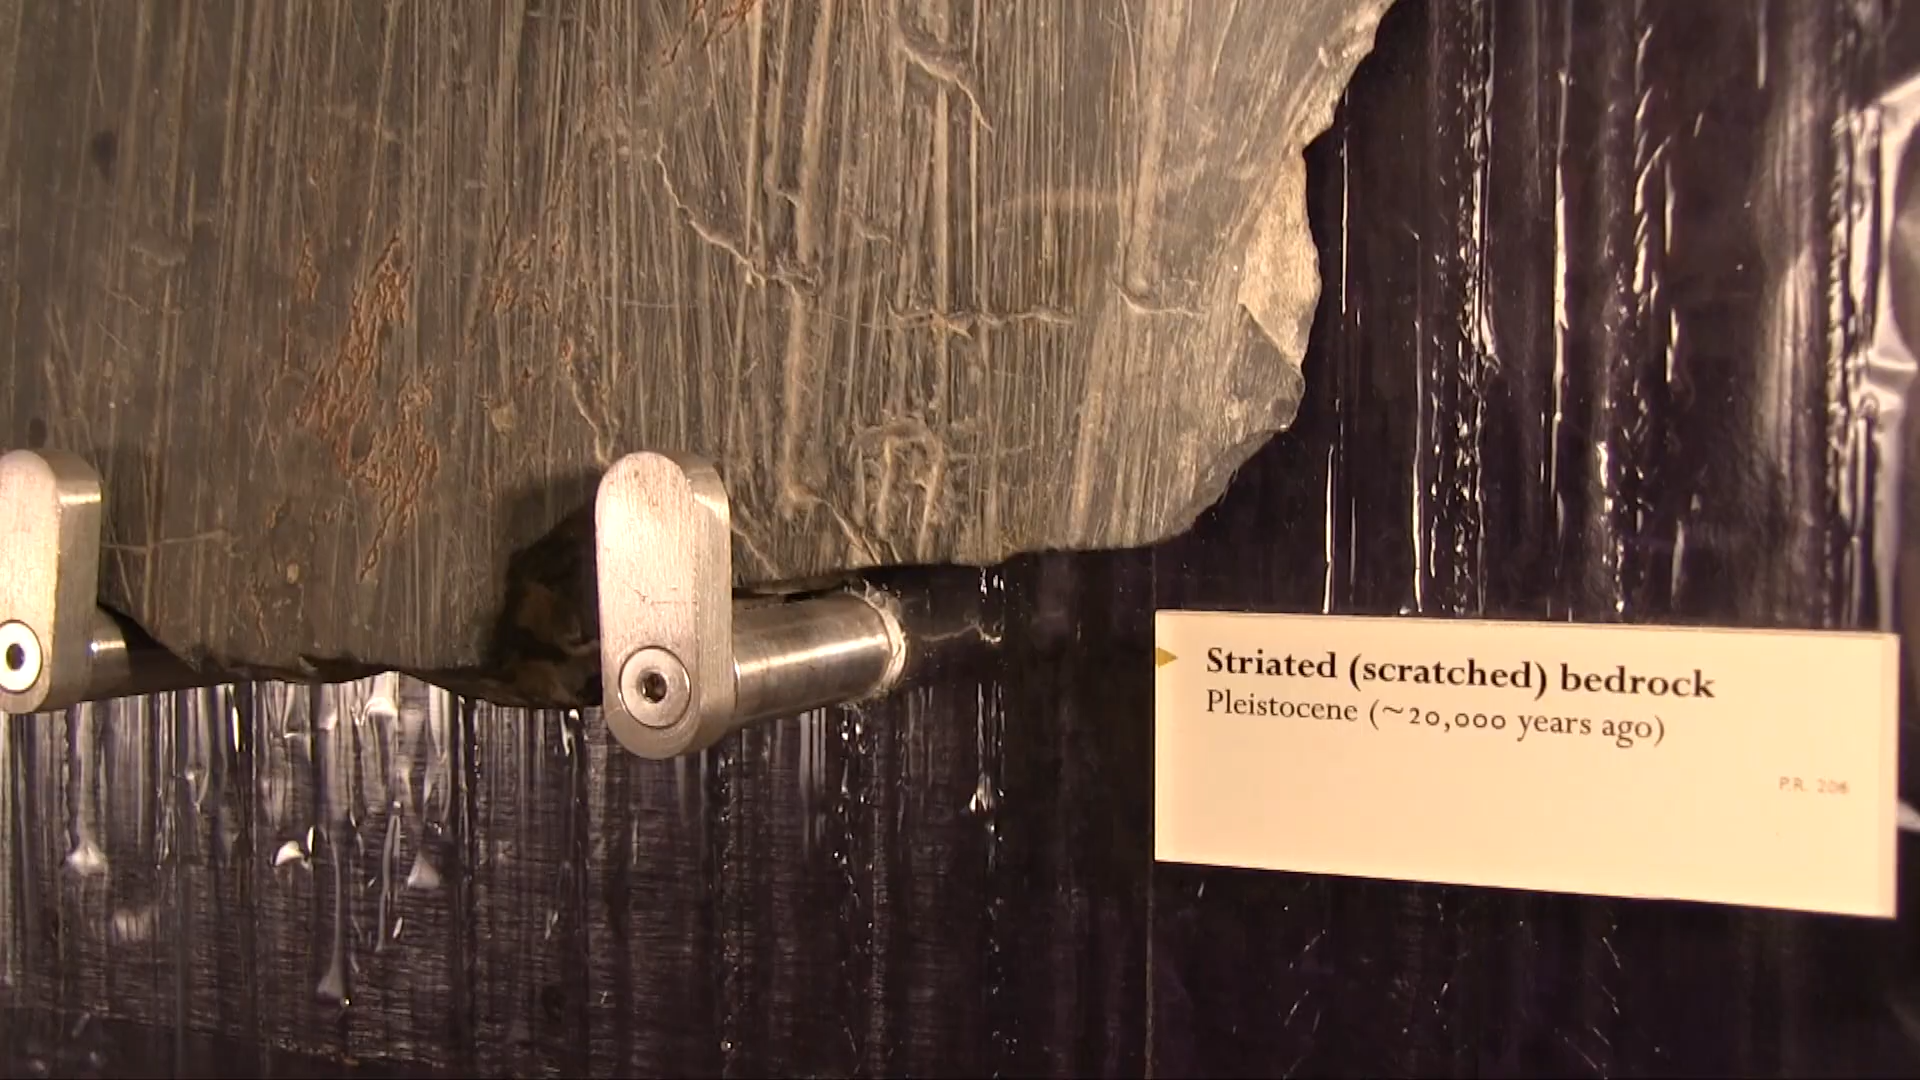 Striated (scratched) bedrock
Pleistocene (~20,000 years ago)
P.R. 206